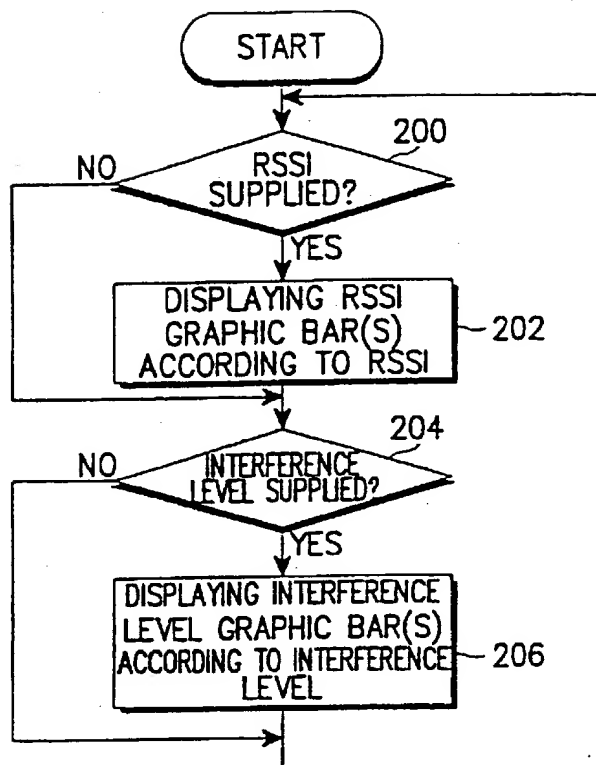 START
200
NO
RSSI
SUPPLIED?
YES
DISPLAYING RSSI
GRAPHIC BAR(S)
ACCORDING TO RSSI
202
204
NO
INTERFERENCE
LEVEL SUPPLIED?
YES
DISPLAYING INTERFERENCE
LEVEL GRAPHIC BAR(S)
ACCORDING TO INTERFERENCE
LEVEL
206